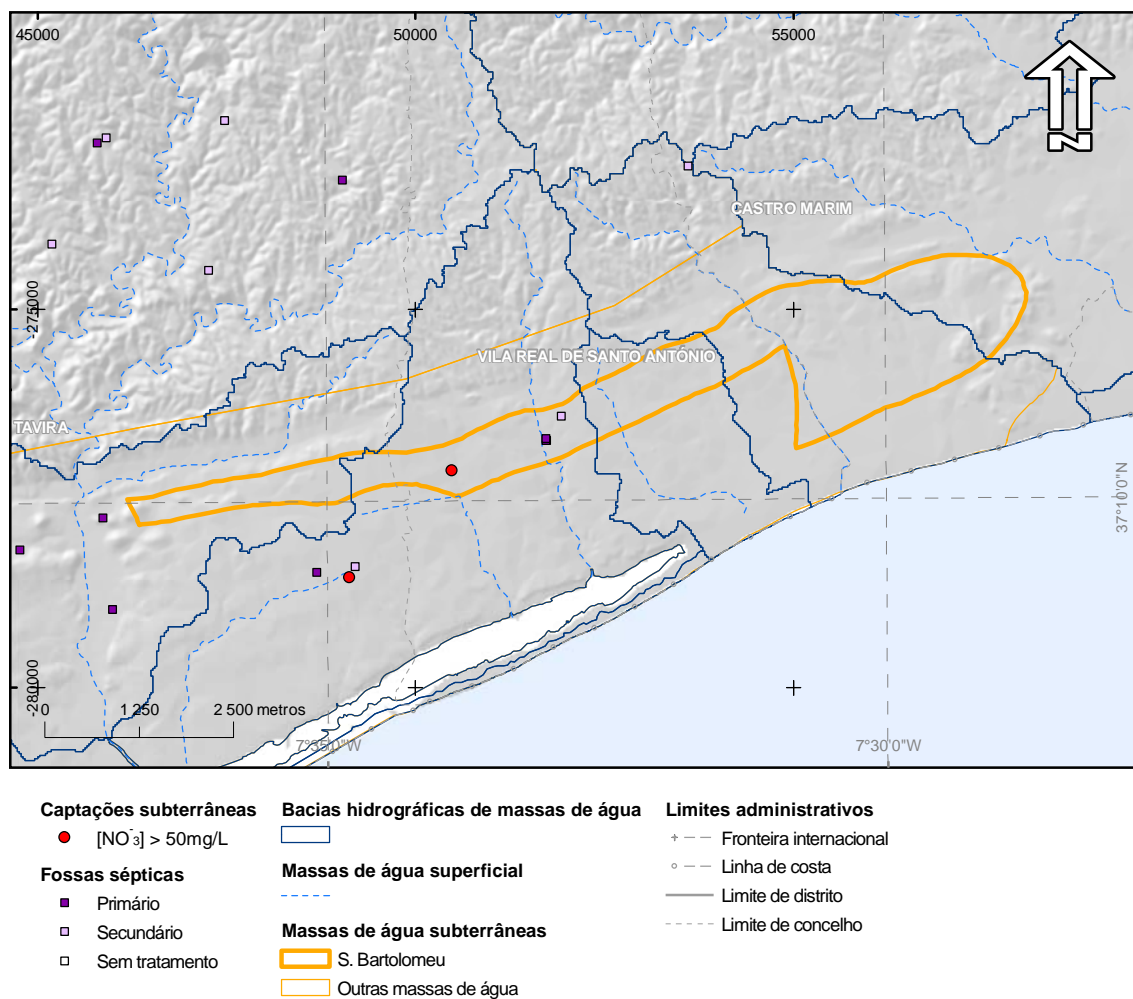 45000 50000 55000
N
CASTRO MARIM
-275000
VILA REAL DE SANTO ANTÓNIO
TAVIRA
37°10'0"N
-280000
0 1 250 2 500 metros
7°35'0"W 7°30'0"W
Captações subterrâneas
[NO-3] > 50mg/L
Fossas sépticas
Primário
Secundário
Sem tratamento
Bacias hidrográficas de massas de água
Massas de água superficial
Massas de água subterrâneas
S. Bartolomeu
Outras massas de água
Limites administrativos
Fronteira internacional
Linha de costa
Limite de distrito
Limite de concelho